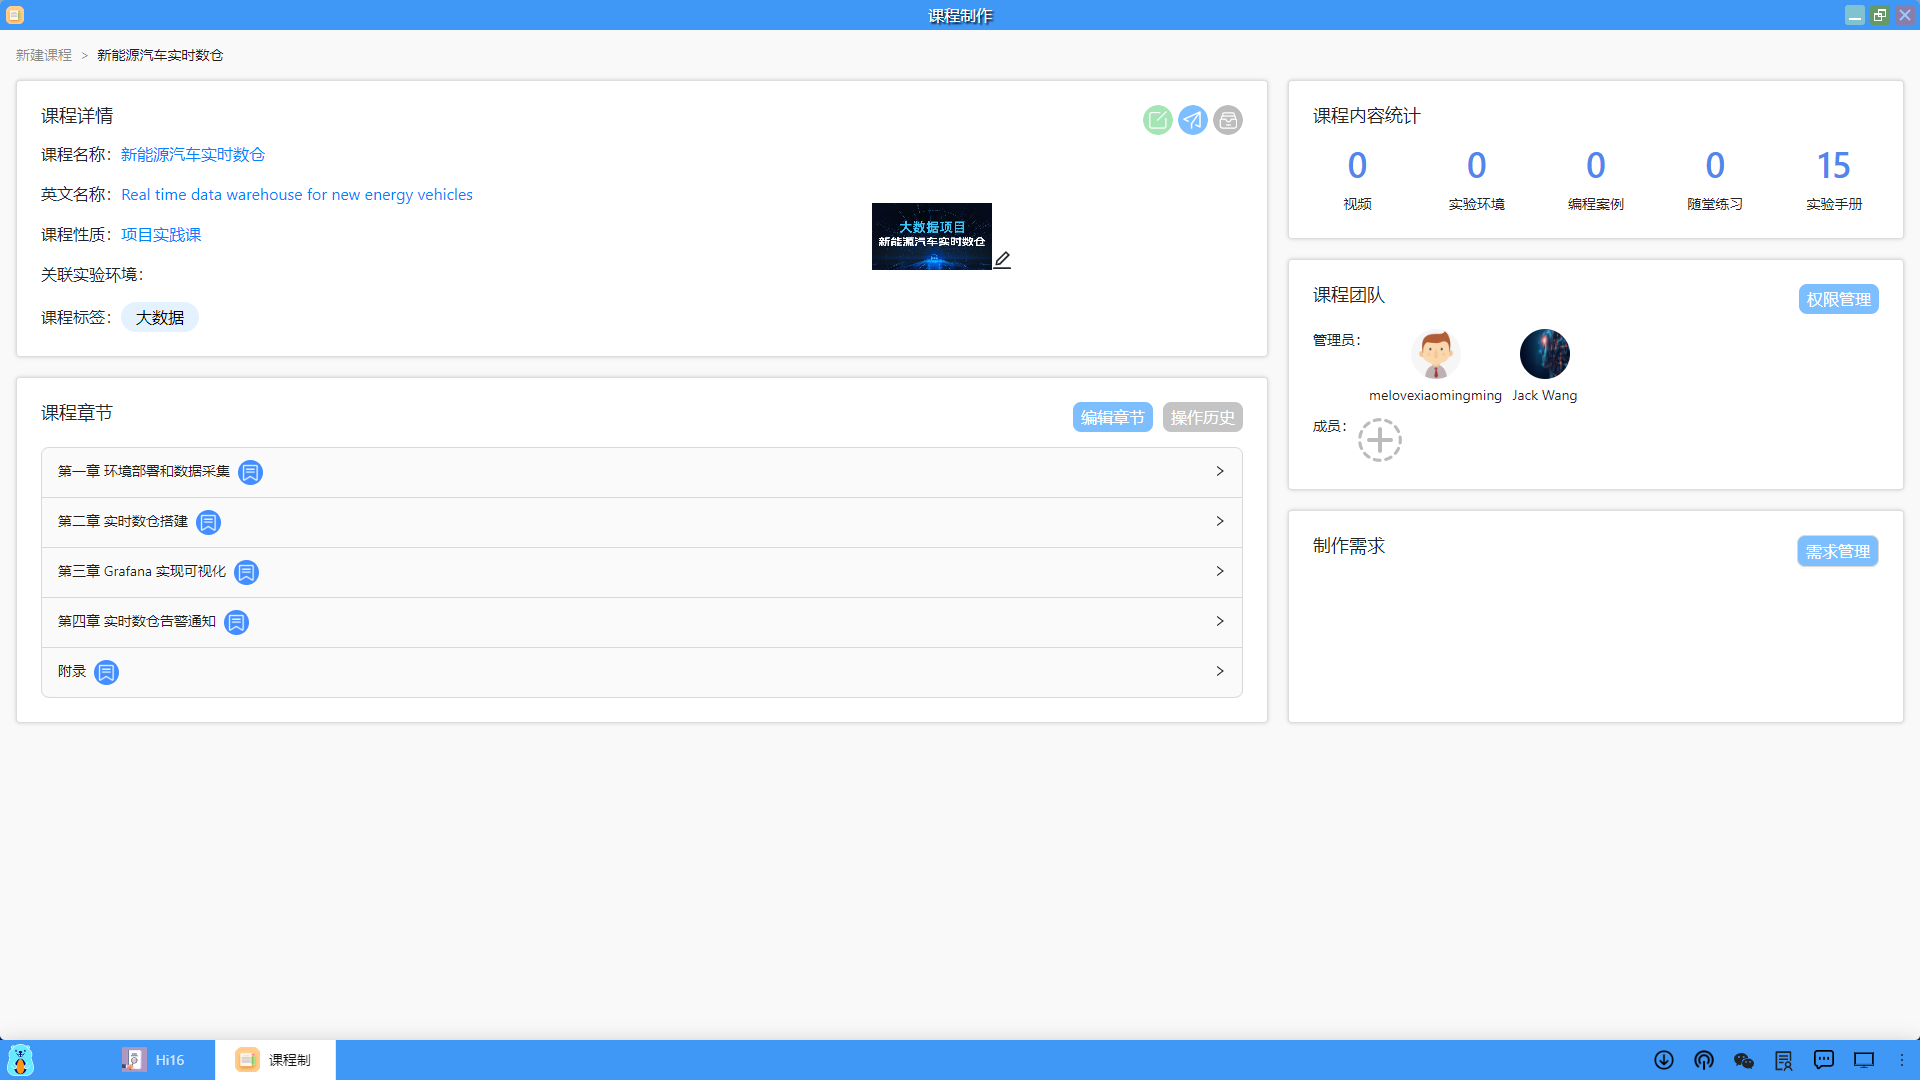 课程制作
新建课程 > 新能源汽车实时数仓
课程详情
课程名称：新能源汽车实时数仓
英文名称：Real time data warehouse for new energy vehicles
课程性质：项目实践课
关联实验环境：
课程标签：大数据
大数据项目
新能源汽车实时数仓
课程章节
编辑章节 操作历史
第一章 环境部署和数据采集
第二章 实时数仓搭建
第三章 Grafana 实现可视化
第四章 实时数仓告警通知
附录
课程内容统计
0 0 0 0 15
视频 实验环境 编程案例 随堂练习 实验手册
课程团队
权限管理
管理员：
melovexiaomingming Jack Wang
成员：
制作需求
需求管理
Hi16 课程制